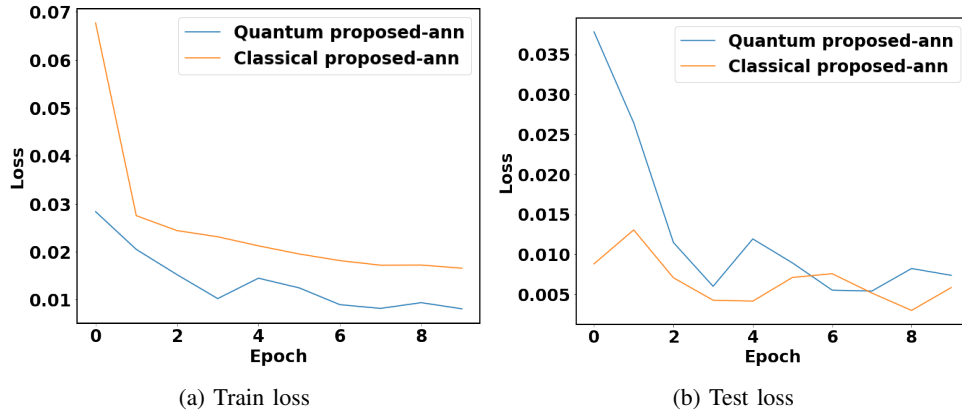 0.07
0.06
0.05
0.04
0.03
0.02
0.01
Loss
Quantum proposed-ann
Classical proposed-ann
0 2 4 6 8
Epoch
(a) Train loss
0.035
0.030
0.025
0.020
0.015
0.010
0.005
Loss
Quantum proposed-ann
Classical proposed-ann
0 2 4 6 8
Epoch
(b) Test loss